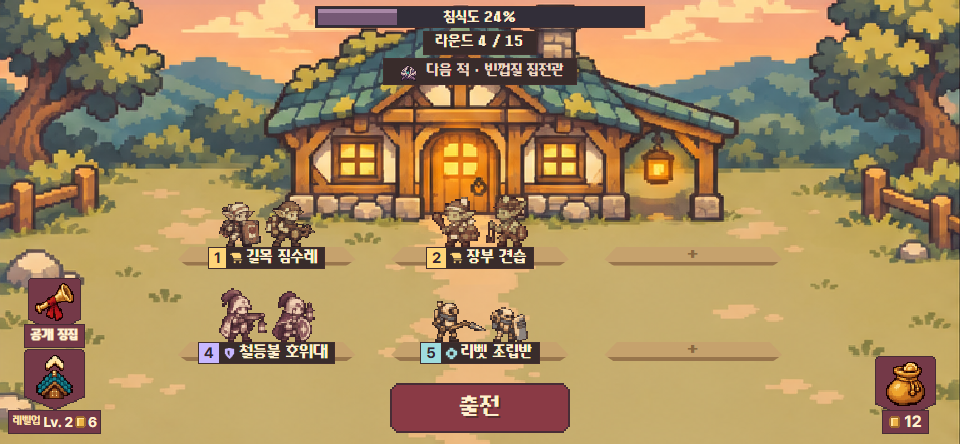 침식도 24%
라운드 4 / 15
다음 적 · 빈껍질 집전관
1 길목 짐수레
2 장부 견습
+
공개 징집
4 철등불 호위대
5 리벳 조립반
+
출전
레벨업 Lv. 2 6
12